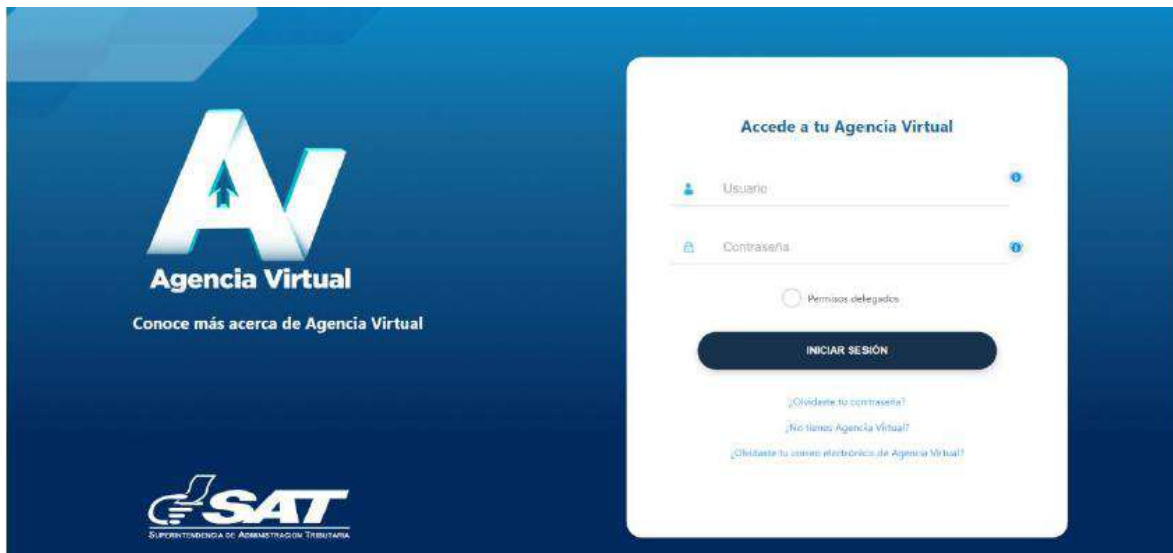 AV
Agencia Virtual
Conoce más acerca de Agencia Virtual
SAT
SUPERINTENDENCIA DE ADMINISTRACIÓN TRIBUTARIA
Accede a tu Agencia Virtual
Usuario
Contraseña
Permisos delegados
INICIAR SESIÓN
¿Olvidaste tu contraseña?
¿No tienes Agencia Virtual?
¿Olvidaste tu correo electrónico de Agencia Virtual?